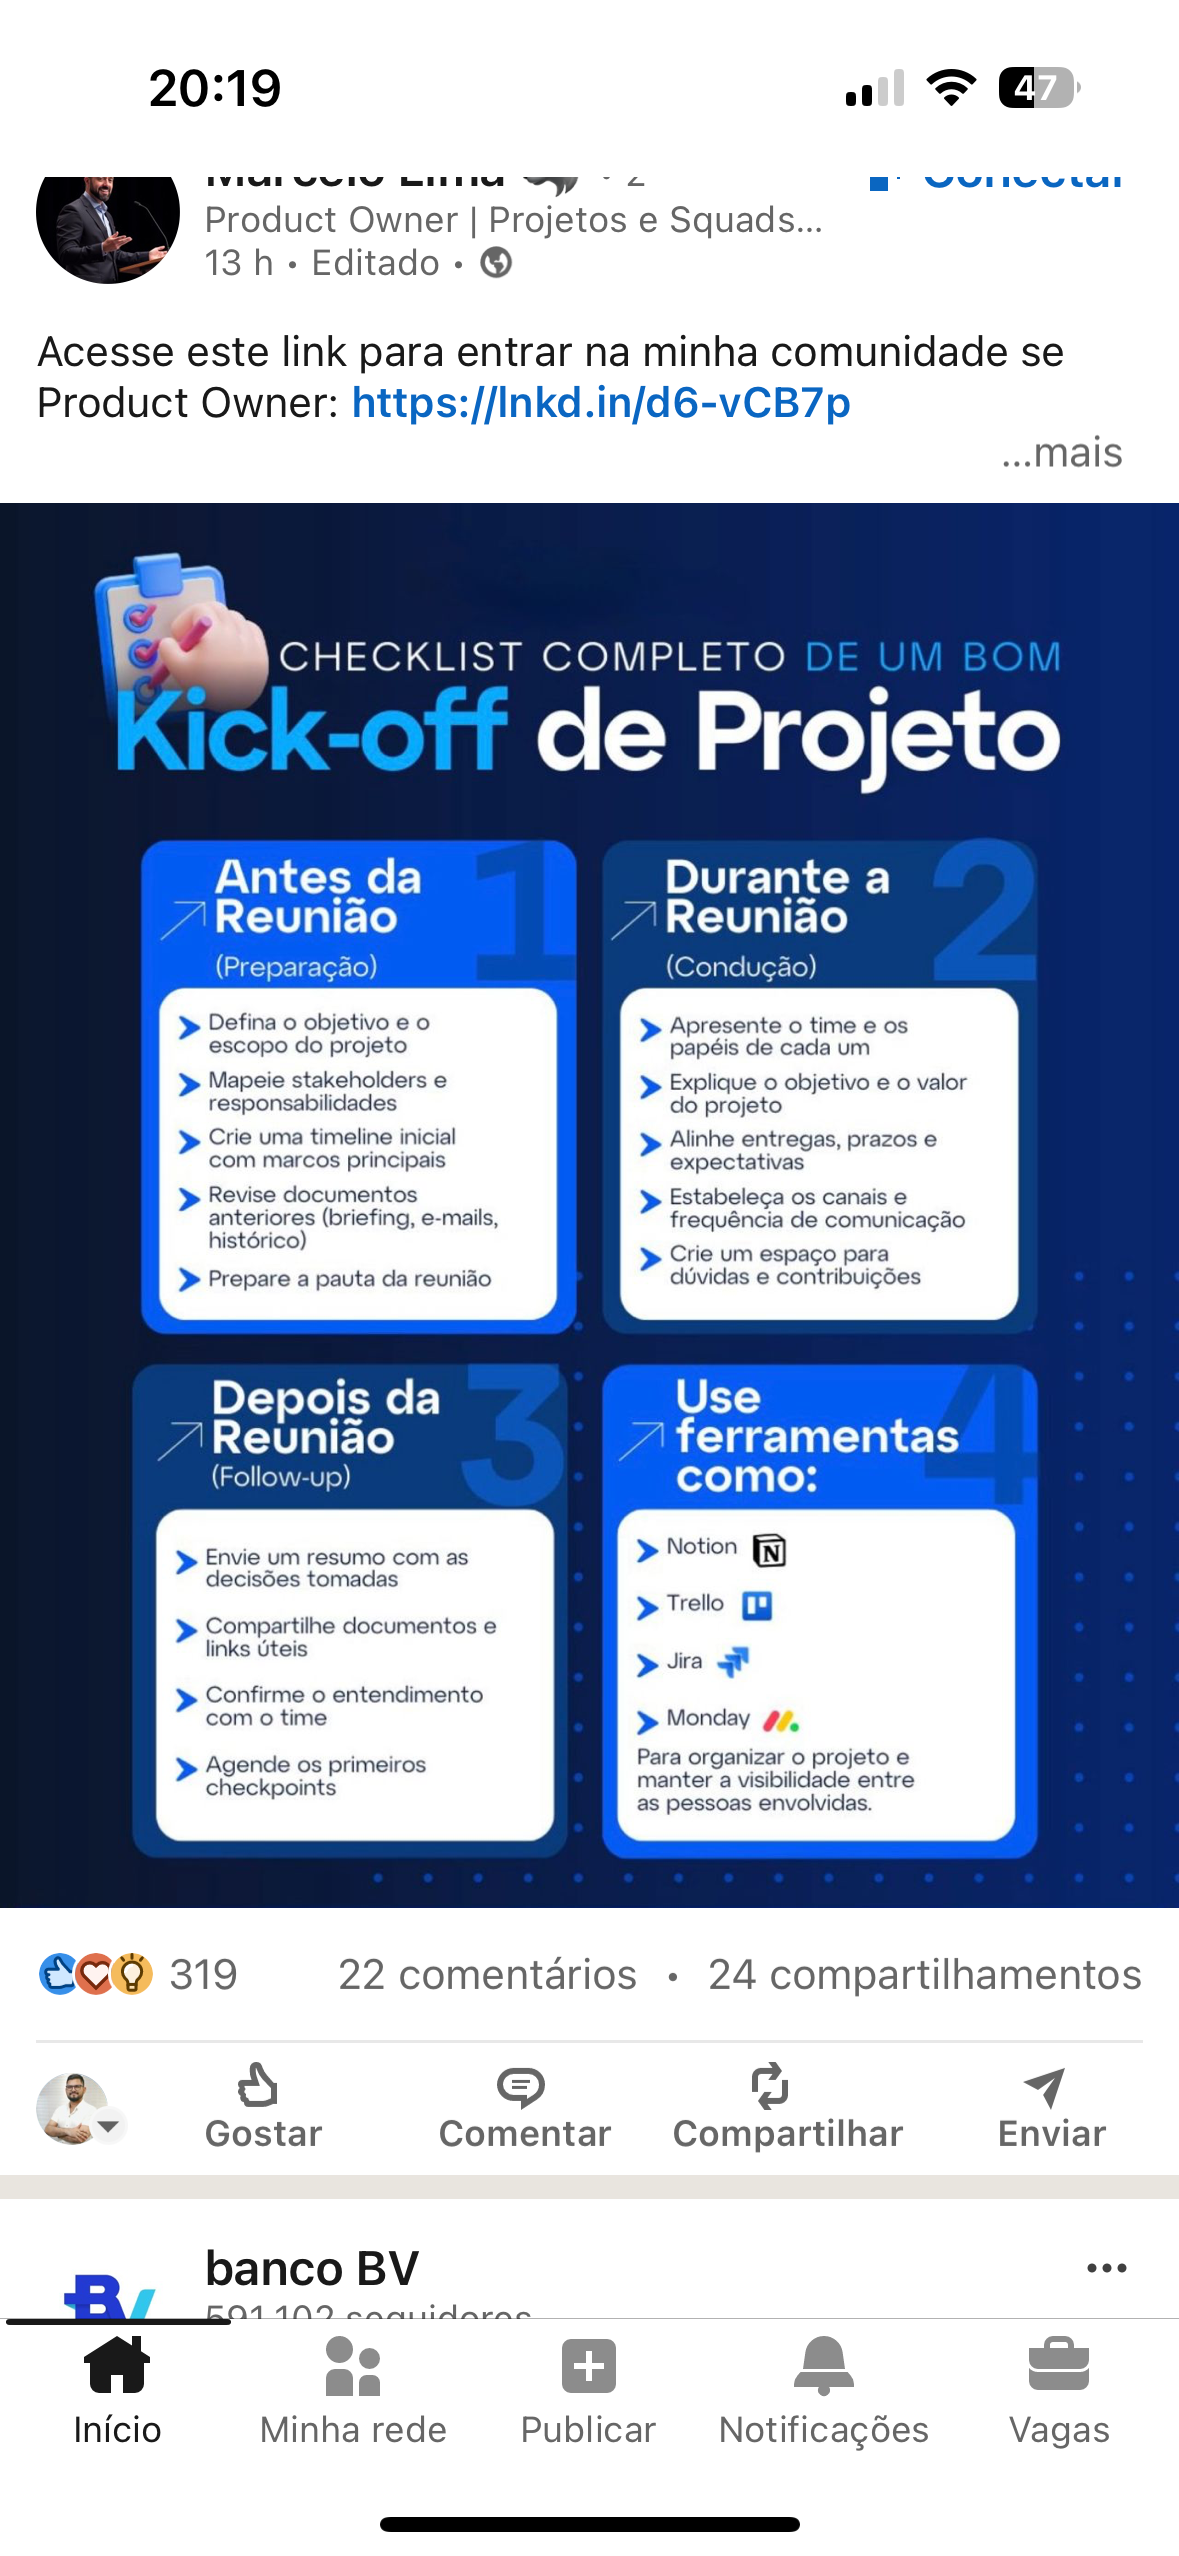 20:19
47
Marcelo Lima
Product Owner | Projetos e Squads...
13 h • Editado •
Conectar
Acesse este link para entrar na minha comunidade se
Product Owner: https://lnkd.in/d6-vCB7p
...mais
CHECKLIST COMPLETO DE UM BOM
Kick-off de Projeto
1
Antes da
Reunião
(Preparação)
Defina o objetivo e o
escopo do projeto
Mapeie stakeholders e
responsabilidades
Crie uma timeline inicial
com marcos principais
Revise documentos
anteriores (briefing, e-mails,
histórico)
Prepare a pauta da reunião
2
Durante a
Reunião
(Condução)
Apresente o time e os
papéis de cada um
Explique o objetivo e o valor
do projeto
Alinhe entregas, prazos e
expectativas
Estabeleça os canais e
frequência de comunicação
Crie um espaço para
dúvidas e contribuições
3
Depois da
Reunião
(Follow-up)
Envie um resumo com as
decisões tomadas
Compartilhe documentos e
links úteis
Confirme o entendimento
com o time
Agende os primeiros
checkpoints
4
Use
ferramentas
como:
Notion
Trello
Jira
Monday
Para organizar o projeto e
manter a visibilidade entre
as pessoas envolvidas.
319
22 comentários • 24 compartilhamentos
Gostar
Comentar
Compartilhar
Enviar
banco BV
BV
591.102 seguidores
Início
Minha rede
Publicar
Notificações
Vagas